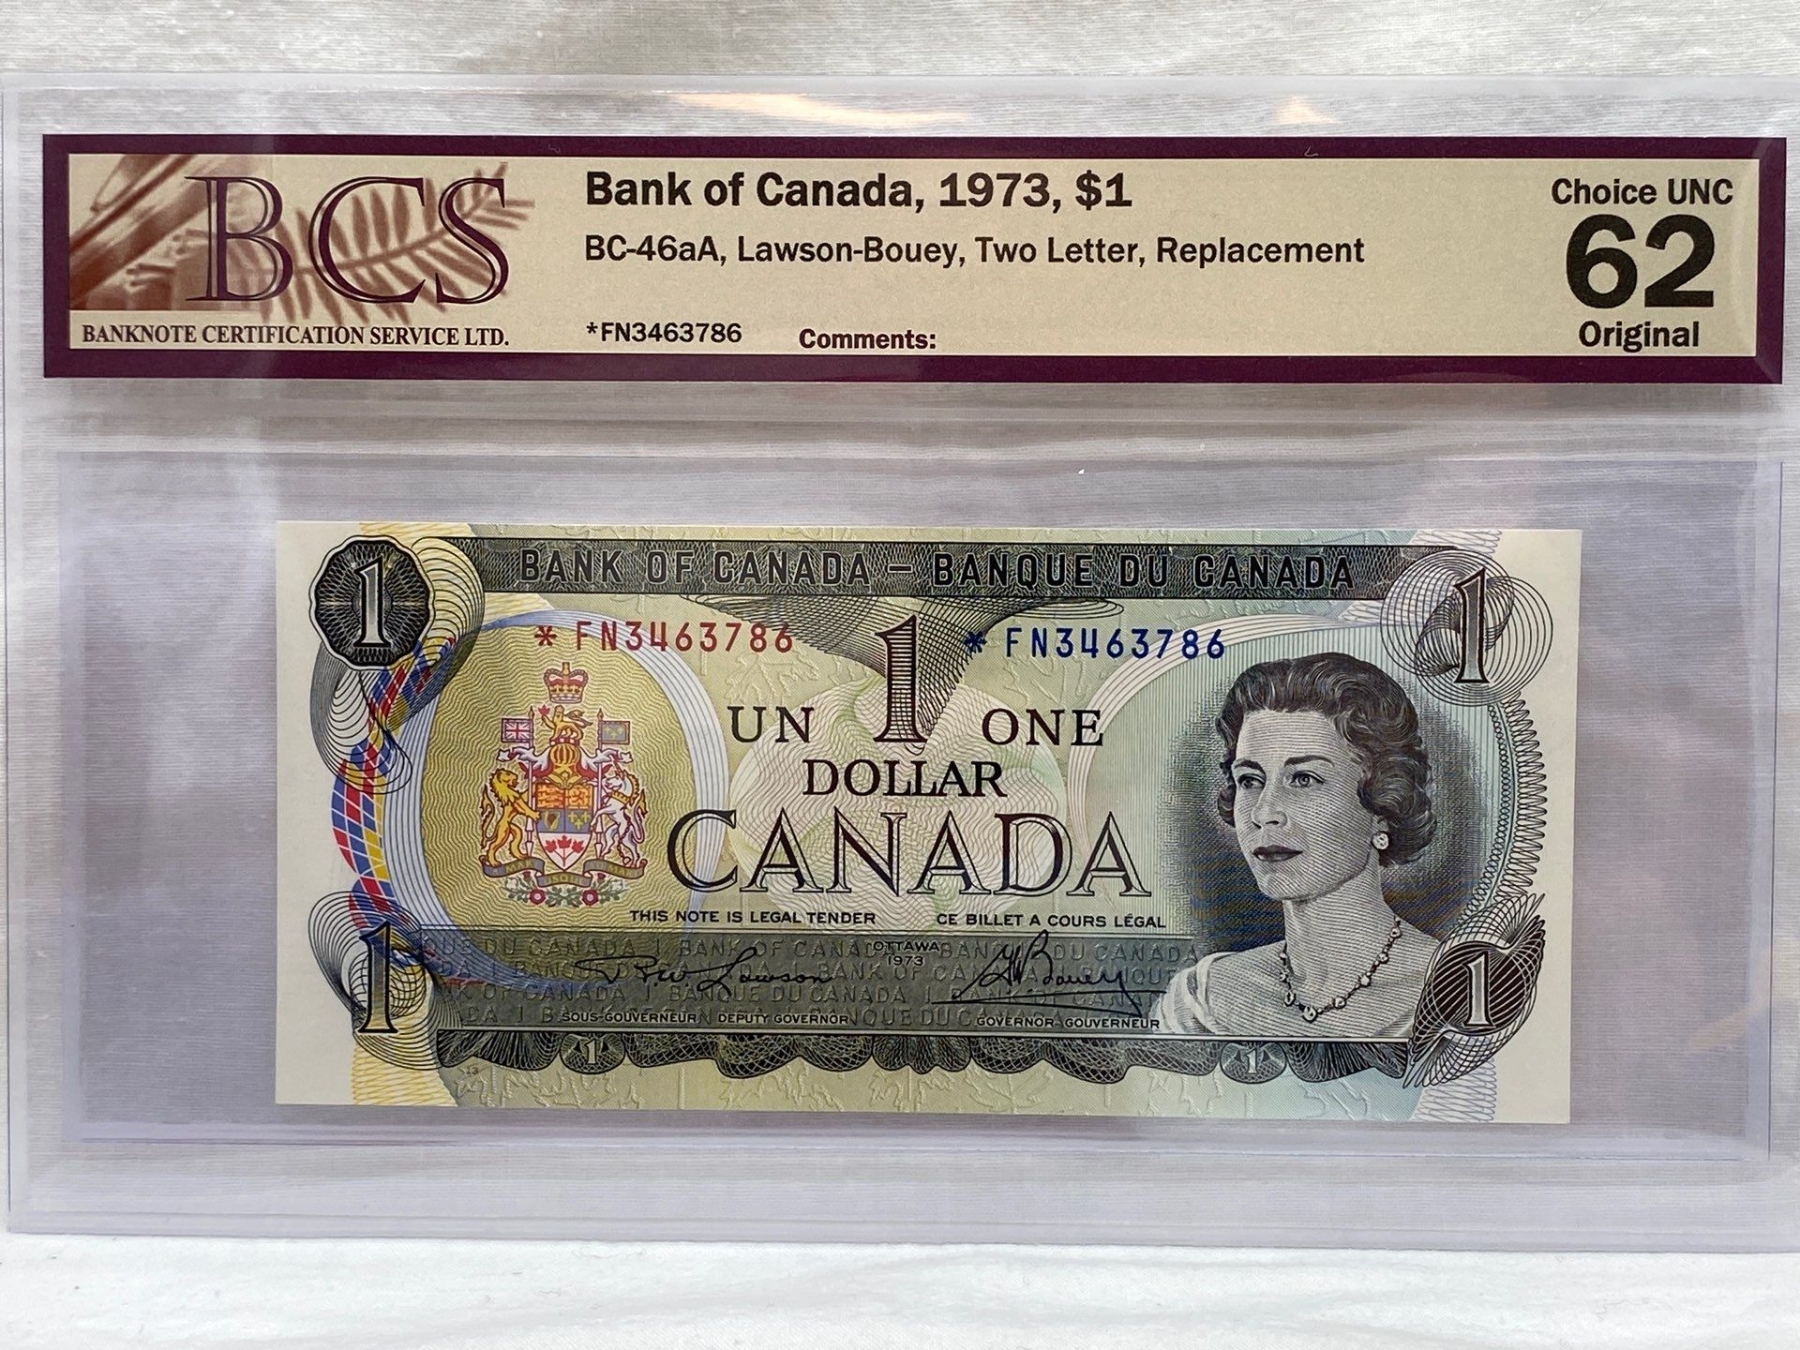 BCS
BANKNOTE CERTIFICATION SERVICE LTD.
Bank of Canada, 1973, $1
BC-46aA, Lawson-Bouey, Two Letter, Replacement
*FN3463786 Comments:
Choice UNC
62
Original
1 BANK OF CANADA – BANQUE DU CANADA 1
* FN3463786 * FN3463786
UN 1 ONE
DOLLAR
CANADA
THIS NOTE IS LEGAL TENDER CE BILLET A COURS LÉGAL
OTTAWA
1973
1 1
SOUS-GOUVERNEUR DEPUTY GOVERNOR GOVERNOR-GOUVERNEUR
1 1